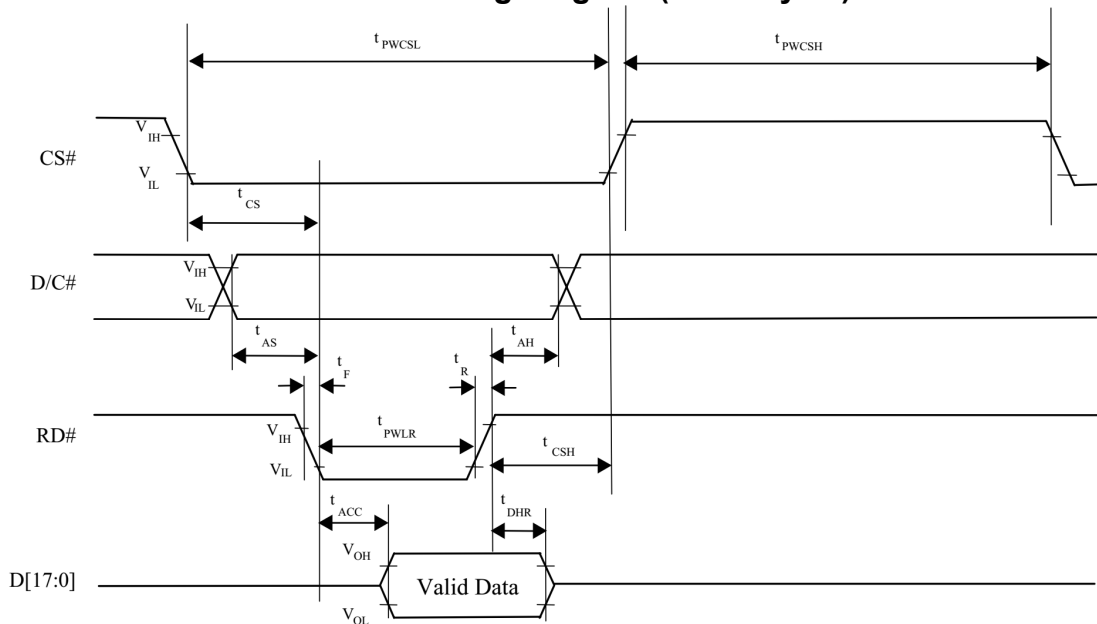 t PWCSL
t PWCSH
CS#
V IH
V IL
t CS
D/C#
V IH
V IL
t AS
t AH
t F
t R
RD#
V IH
V IL
t PWLR
t CSH
t ACC
t DHR
D[17:0]
V OH
Valid Data
V OL